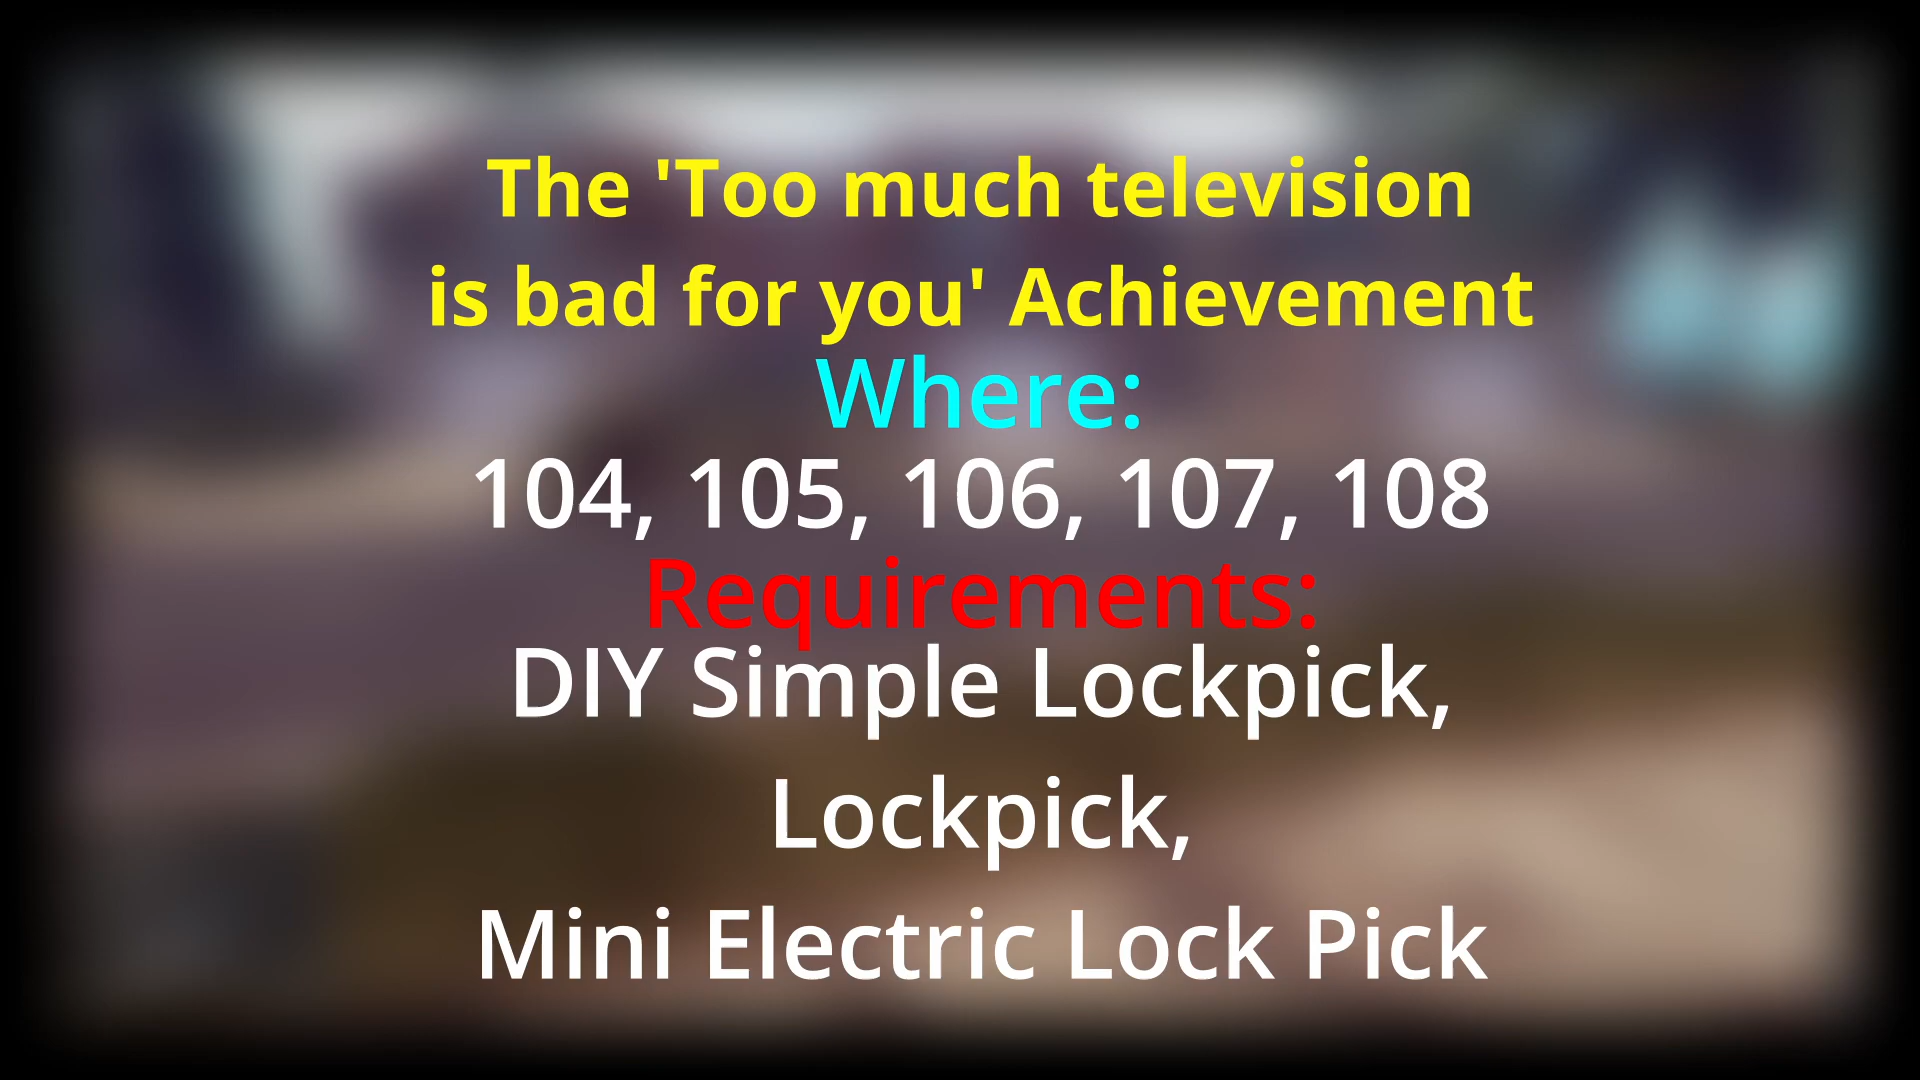 The 'Too much television
is bad for you' Achievement
Where:
104, 105, 106, 107, 108
Requirements:
DIY Simple Lockpick,
Lockpick,
Mini Electric Lock Pick